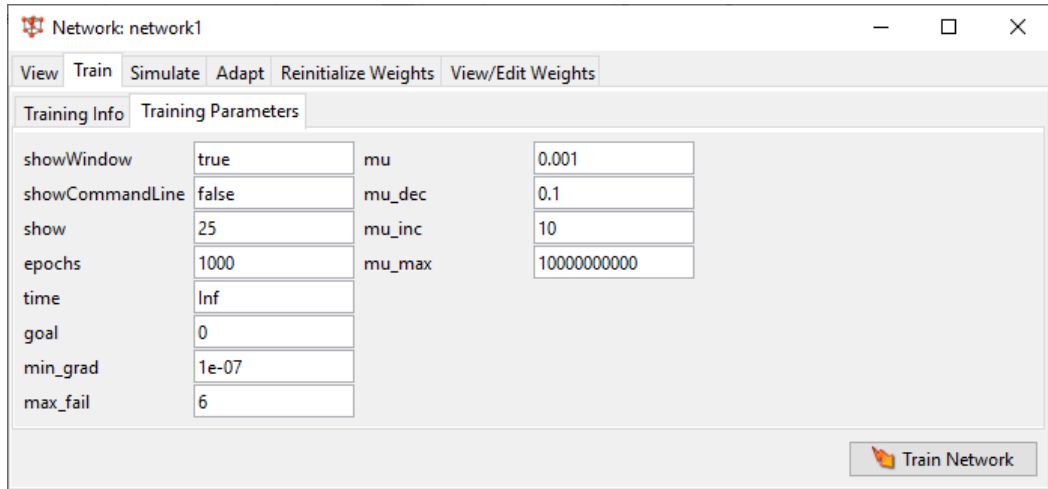 Network: network1
View Train Simulate Adapt Reinitialize Weights View/Edit Weights
Training Info Training Parameters
showWindow true mu 0.001
showCommandLine false mu_dec 0.1
show 25 mu_inc 10
epochs 1000 mu_max 10000000000
time Inf
goal 0
min_grad 1e-07
max_fail 6
Train Network